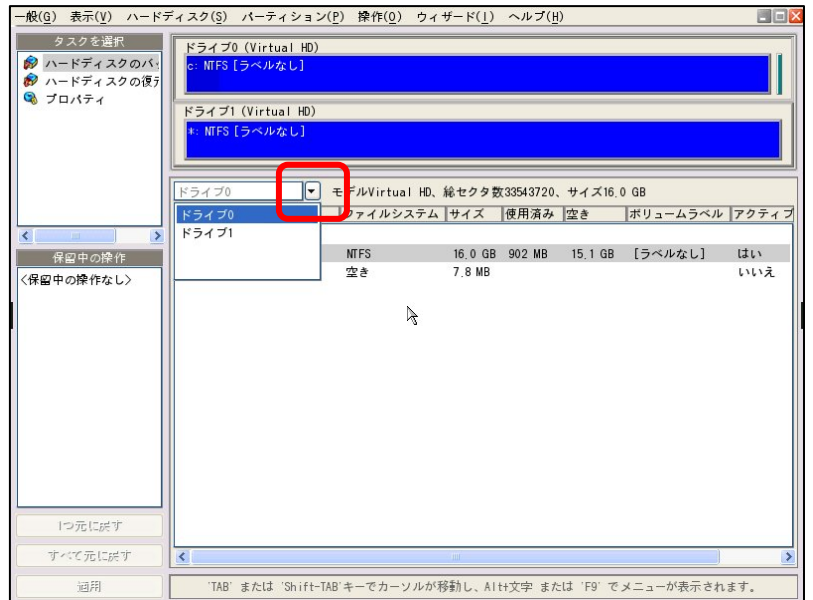 一般(G) 表示(V) ハードディスク(S) パーティション(P) 操作(O) ウィザード(I) ヘルプ(H)
タスクを選択
ハードディスクのバッ
ハードディスクの復元
プロパティ
ドライブ0 (Virtual HD)
c: NTFS [ラベルなし]
ドライブ1 (Virtual HD)
*: NTFS [ラベルなし]
ドライブ0 モデルVirtual HD、総セクタ数33543720、サイズ16.0 GB
ファイルシステム サイズ 使用済み 空き ボリュームラベル アクティブ
ドライブ0
ドライブ1
NTFS 16.0 GB 902 MB 15.1 GB [ラベルなし] はい
空き 7.8 MB いいえ
保留中の操作
<保留中の操作なし>
1つ元に戻す
すべて元に戻す
適用
'TAB' または 'Shift-TAB'キーでカーソルが移動し、Alt+文字 または 'F9' でメニューが表示されます。